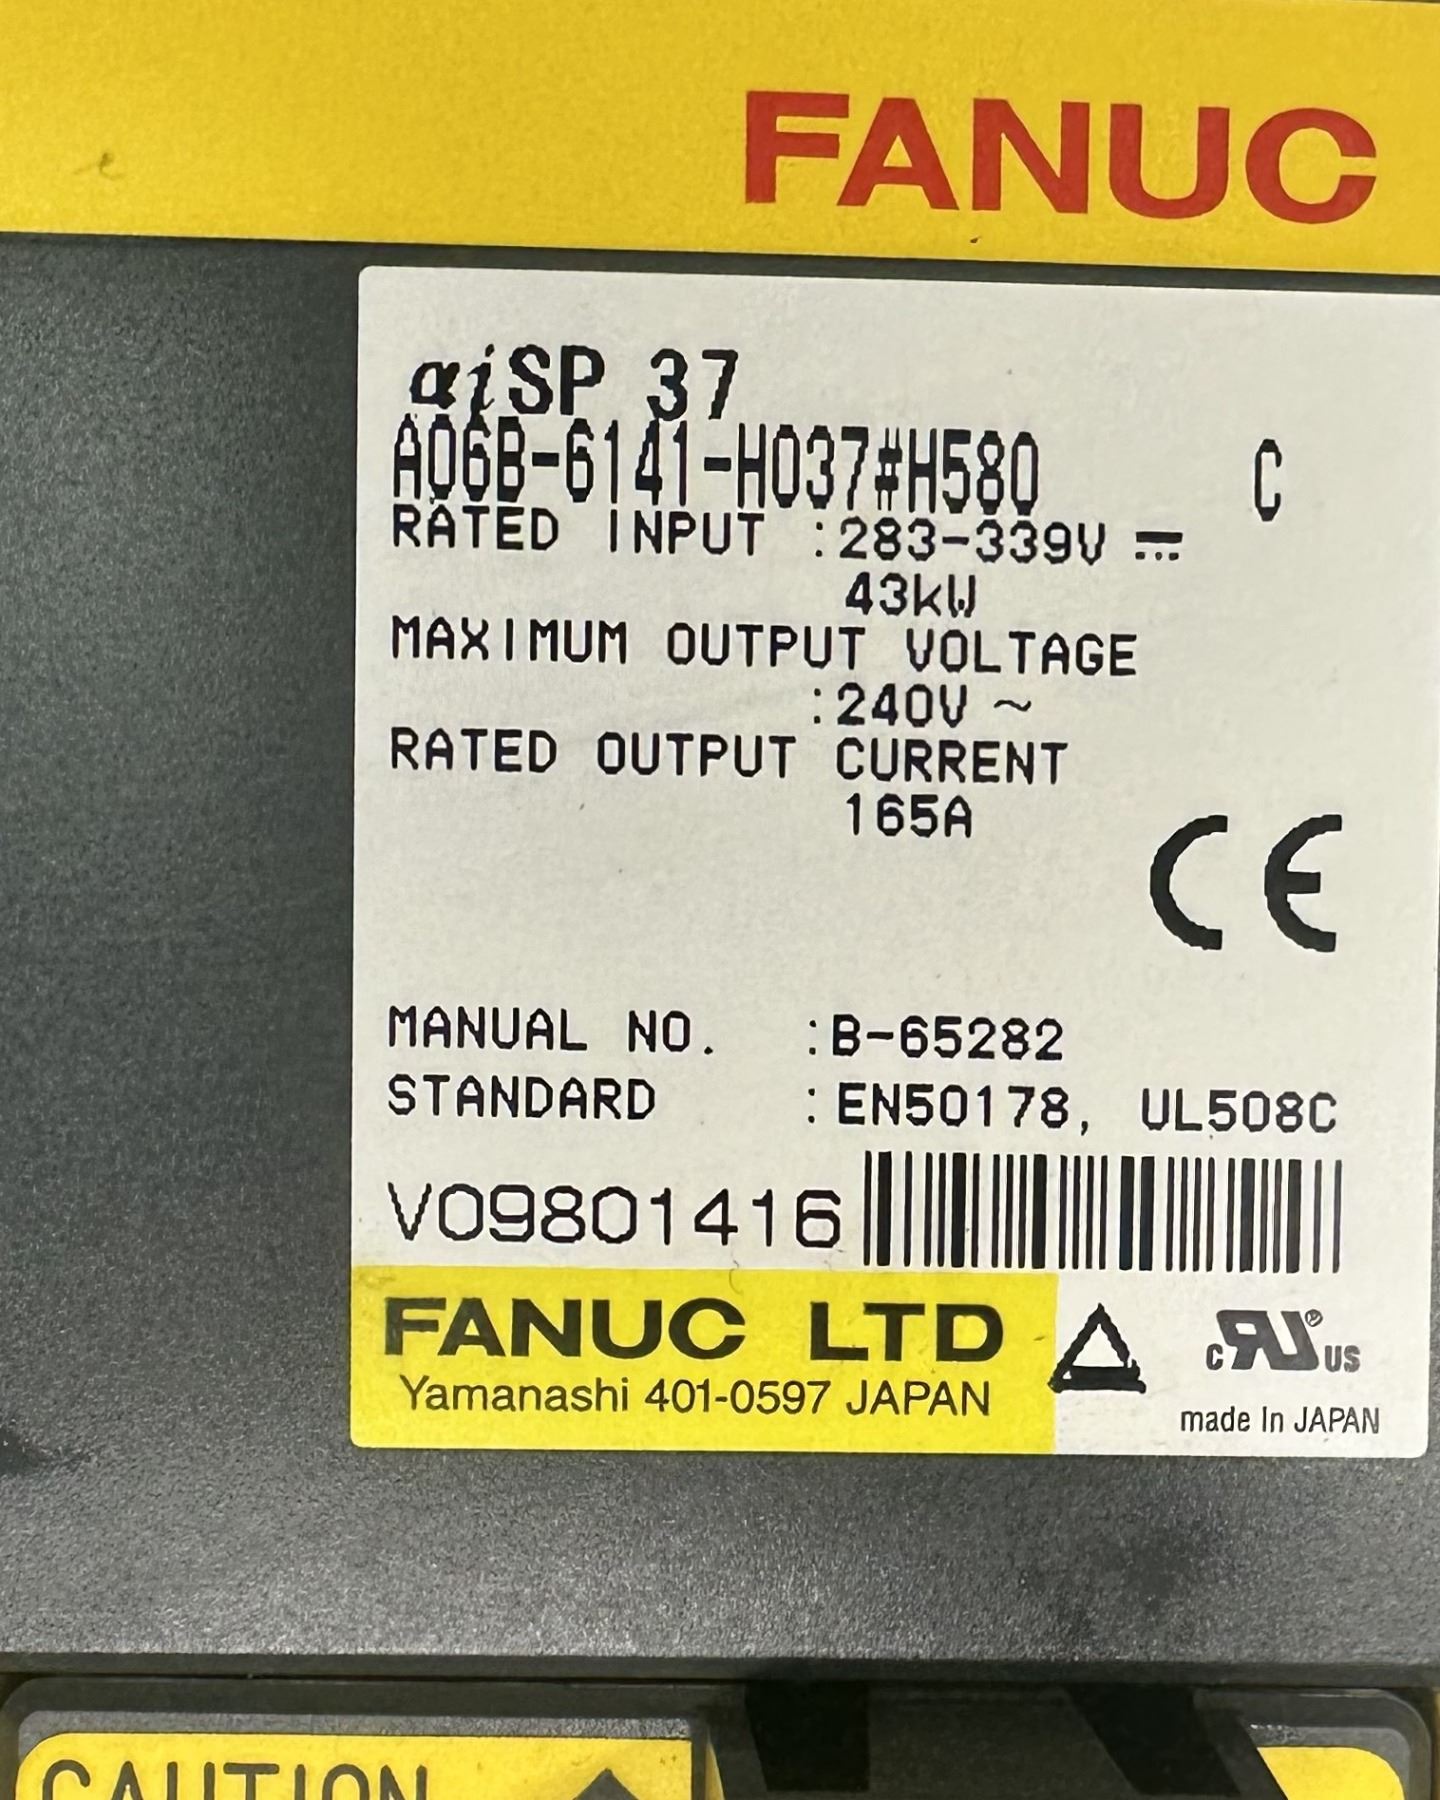 FANUC
αiSP 37
A06B-6141-H037#H580 C
RATED INPUT :283-339V ⎓
43kW
MAXIMUM OUTPUT VOLTAGE
:240V ~
RATED OUTPUT CURRENT
165A
CE
MANUAL NO. :B-65282
STANDARD :EN50178, UL508C
V09801416
FANUC LTD
Yamanashi 401-0597 JAPAN
c RU ® US
made In JAPAN
CAUTION